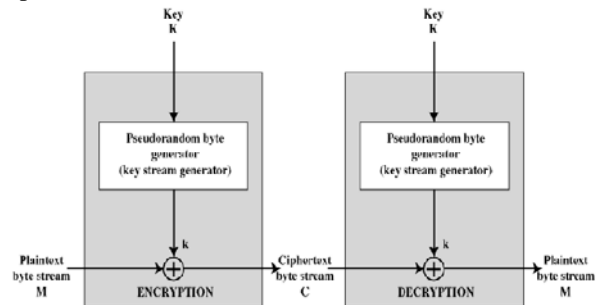 Key
K
Key
K
Pseudorandom byte
generator
(key stream generator)
Pseudorandom byte
generator
(key stream generator)
k
k
Plaintext
byte stream
M
Ciphertext
byte stream
C
Plaintext
byte stream
M
ENCRYPTION
DECRYPTION